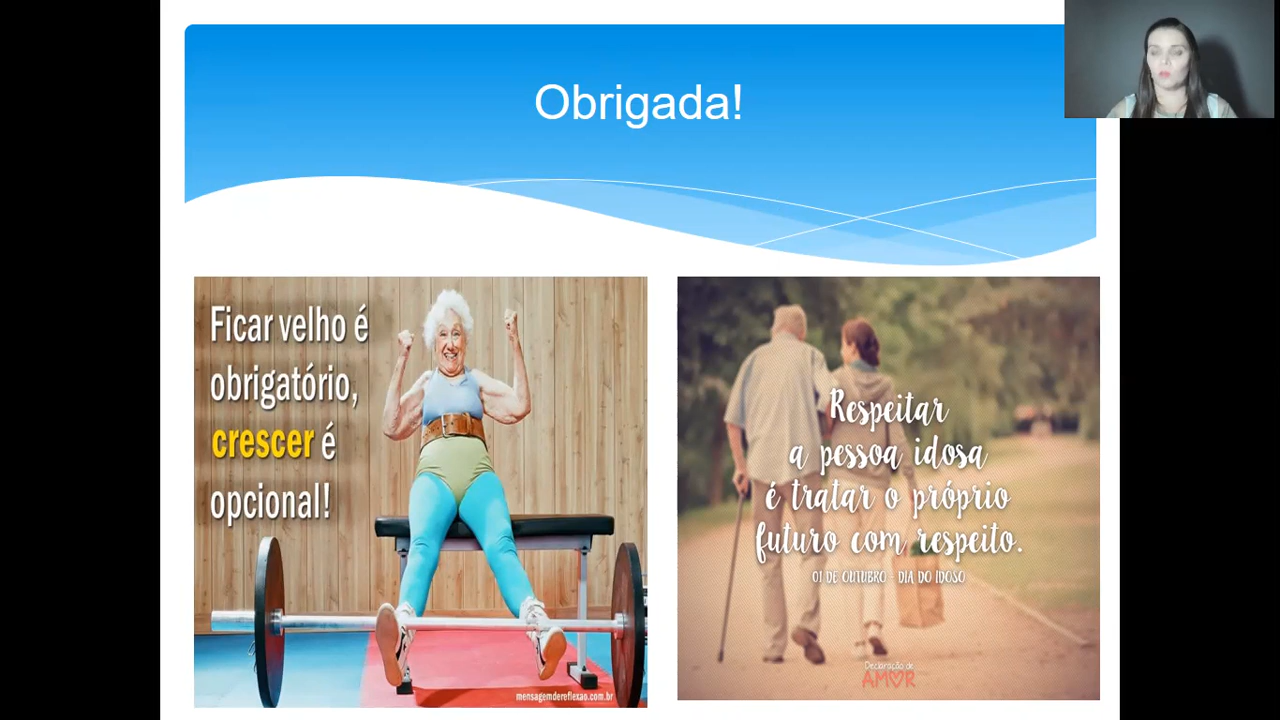 Obrigada!
Ficar velho é
obrigatório,
crescer é
opcional!
mensagemdereflexao.com.br
Respeitar
a pessoa idosa
é tratar o próprio
futuro com respeito.
01 DE OUTUBRO - DIA DO IDOSO
Declaração de
AMOR